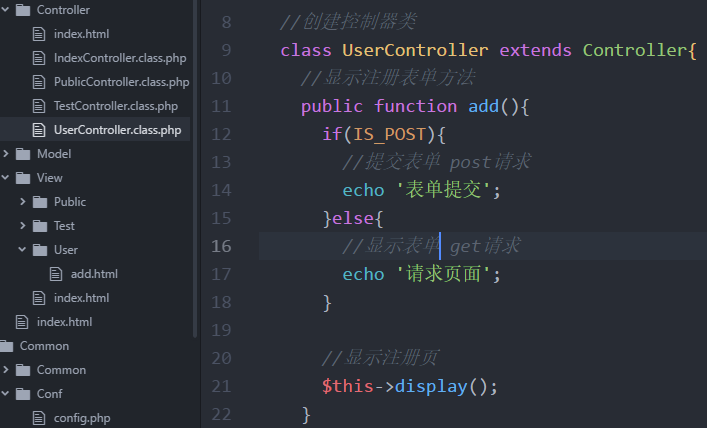 Controller
index.html
IndexController.class.php
PublicController.class.php
TestController.class.php
UserController.class.php
Model
View
Public
Test
User
add.html
index.html
index.html
Common
Common
Conf
config.php
8 //创建控制器类
9 class UserController extends Controller{
10 //显示注册表单方法
11 public function add(){
12 if(IS_POST){
13 //提交表单 post请求
14 echo '表单提交';
15 }else{
16 //显示表单 get请求
17 echo '请求页面';
18 }
19
20 //显示注册页
21 $this->display();
22 }